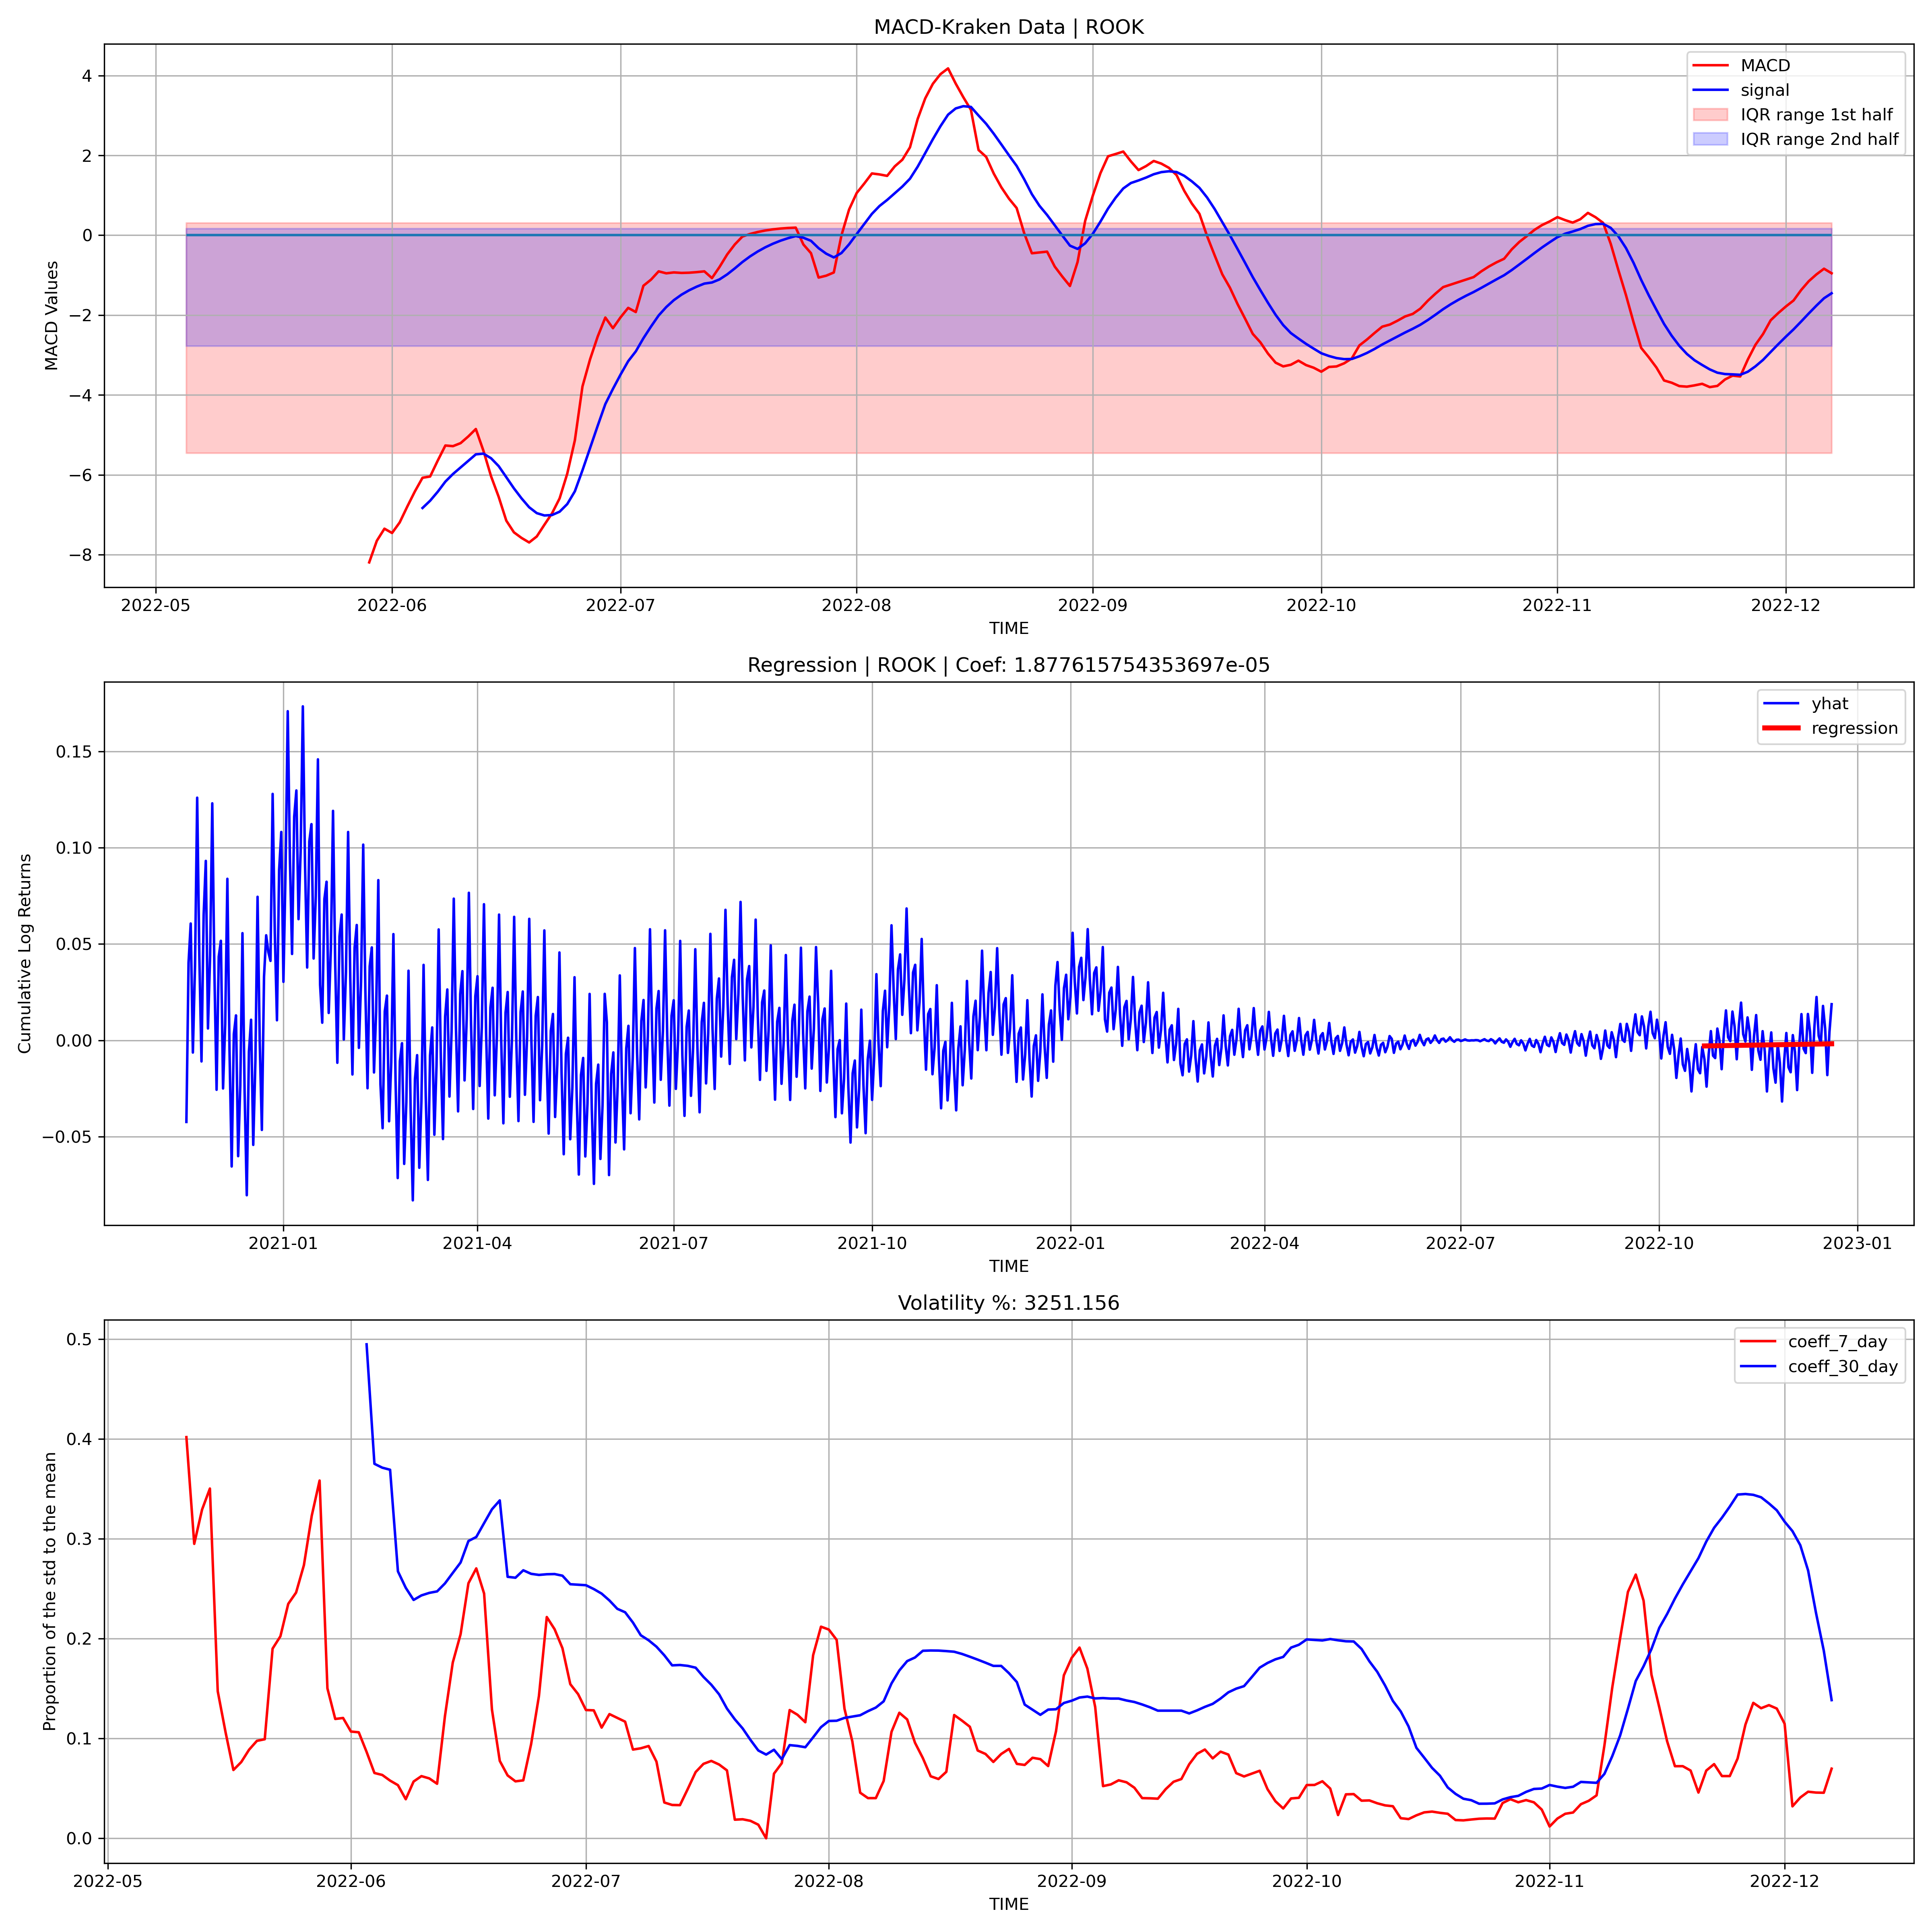 MACD-Kraken Data | ROOK
MACD
signal
IQR range 1st half
IQR range 2nd half
MACD Values
4
2
0
−2
−4
−6
−8
2022-05 2022-06 2022-07 2022-08 2022-09 2022-10 2022-11 2022-12
TIME
Regression | ROOK | Coef: 1.877615754353697e-05
yhat
regression
Cumulative Log Returns
0.15
0.10
0.05
0.00
−0.05
2021-01 2021-04 2021-07 2021-10 2022-01 2022-04 2022-07 2022-10 2023-01
TIME
Volatility %: 3251.156
coeff_7_day
coeff_30_day
Proportion of the std to the mean
0.5
0.4
0.3
0.2
0.1
0.0
2022-05 2022-06 2022-07 2022-08 2022-09 2022-10 2022-11 2022-12
TIME